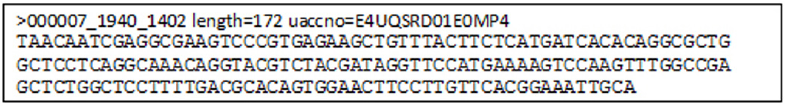 >000007_1940_1402 length=172 uaccno=E4UQSRD01E0MP4
TAACAATCGAGGCGAAGTCCCGTGAGAAGCTGTTTACTTCTCATGATCACACAGGCGCTG
GCTCCTCAGGCAAACAGGTACGTCTACGATAGGTTCCATGAAAAGTCCAAGTTTGGCCGA
GCTCTGGCTCCTTTTGACGCACAGTGGAACTTCCTTGTTCACGGAAATTGCA